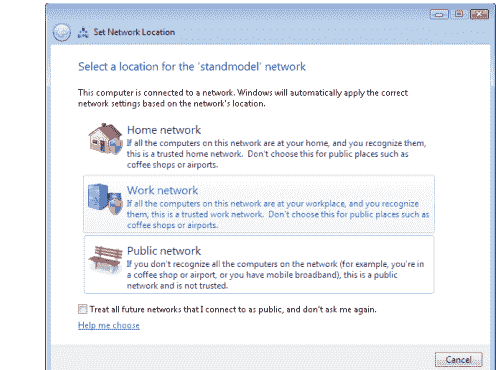 Set Network Location
Select a location for the 'standmodel' network
This computer is connected to a network. Windows will automatically apply the correct
network settings based on the network's location.
Home network
If all the computers on this network are at your home, and you recognize them,
this is a trusted home network.  Don't choose this for public places such as
coffee shops or airports.
Work network
If all the computers on this network are at your workplace, and you recognize
them, this is a trusted work network.  Don't choose this for public places such as
coffee shops or airports.
Public network
If you don't recognize all the computers on the network (for example, you're in
a coffee shop or airport, or you have mobile broadband), this is a public
network and is not trusted.
Treat all future networks that I connect to as public, and don't ask me again.
Help me choose
Cancel